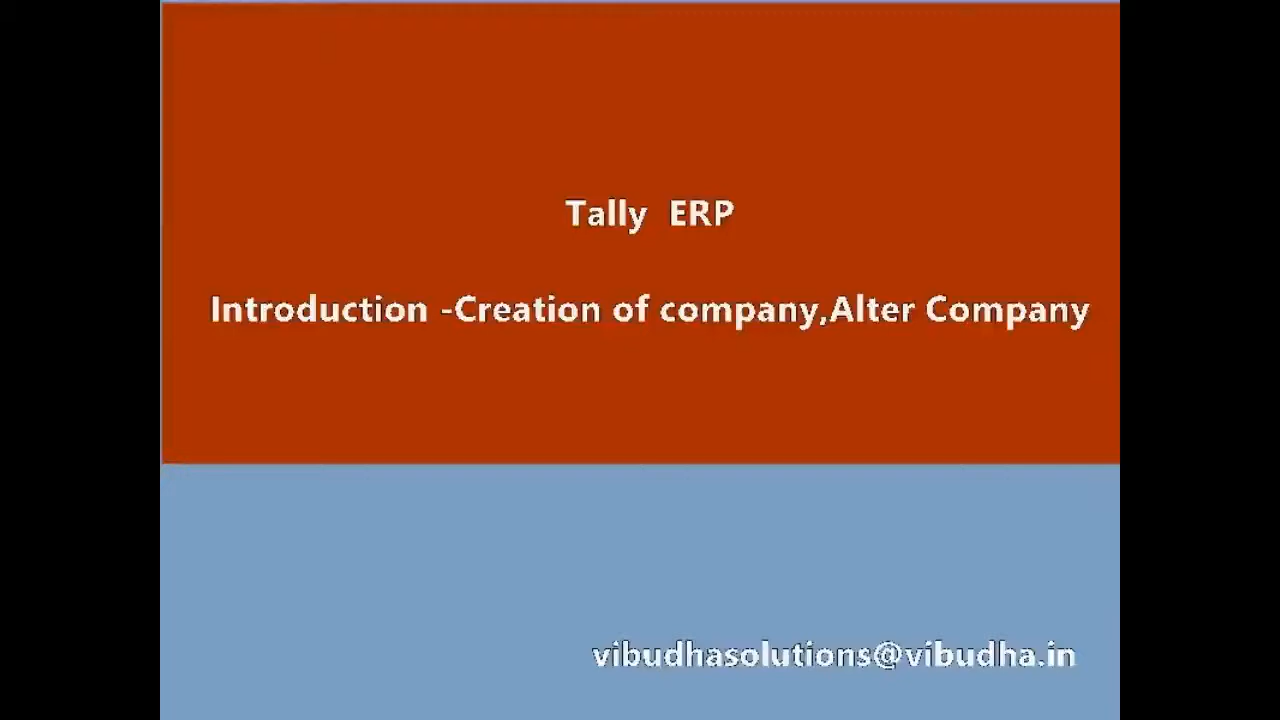 Tally ERP
Introduction -Creation of company,Alter Company
vibudhasolutions@vibudha.in